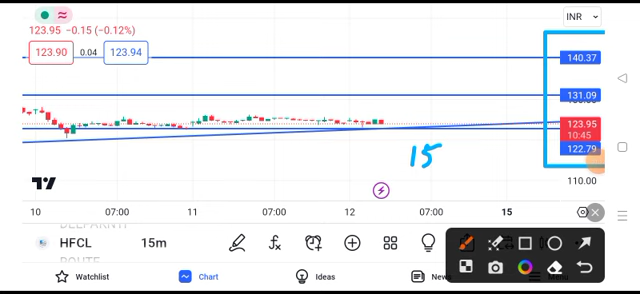 INR
123.95 −0.15 (−0.12%)
123.90 0.04 123.94
140.37
131.09
123.95
10:45
122.79
15
110.00
10 07:00 11 07:00 12 07:00 15
HFCL 15m
Watchlist Chart Ideas News